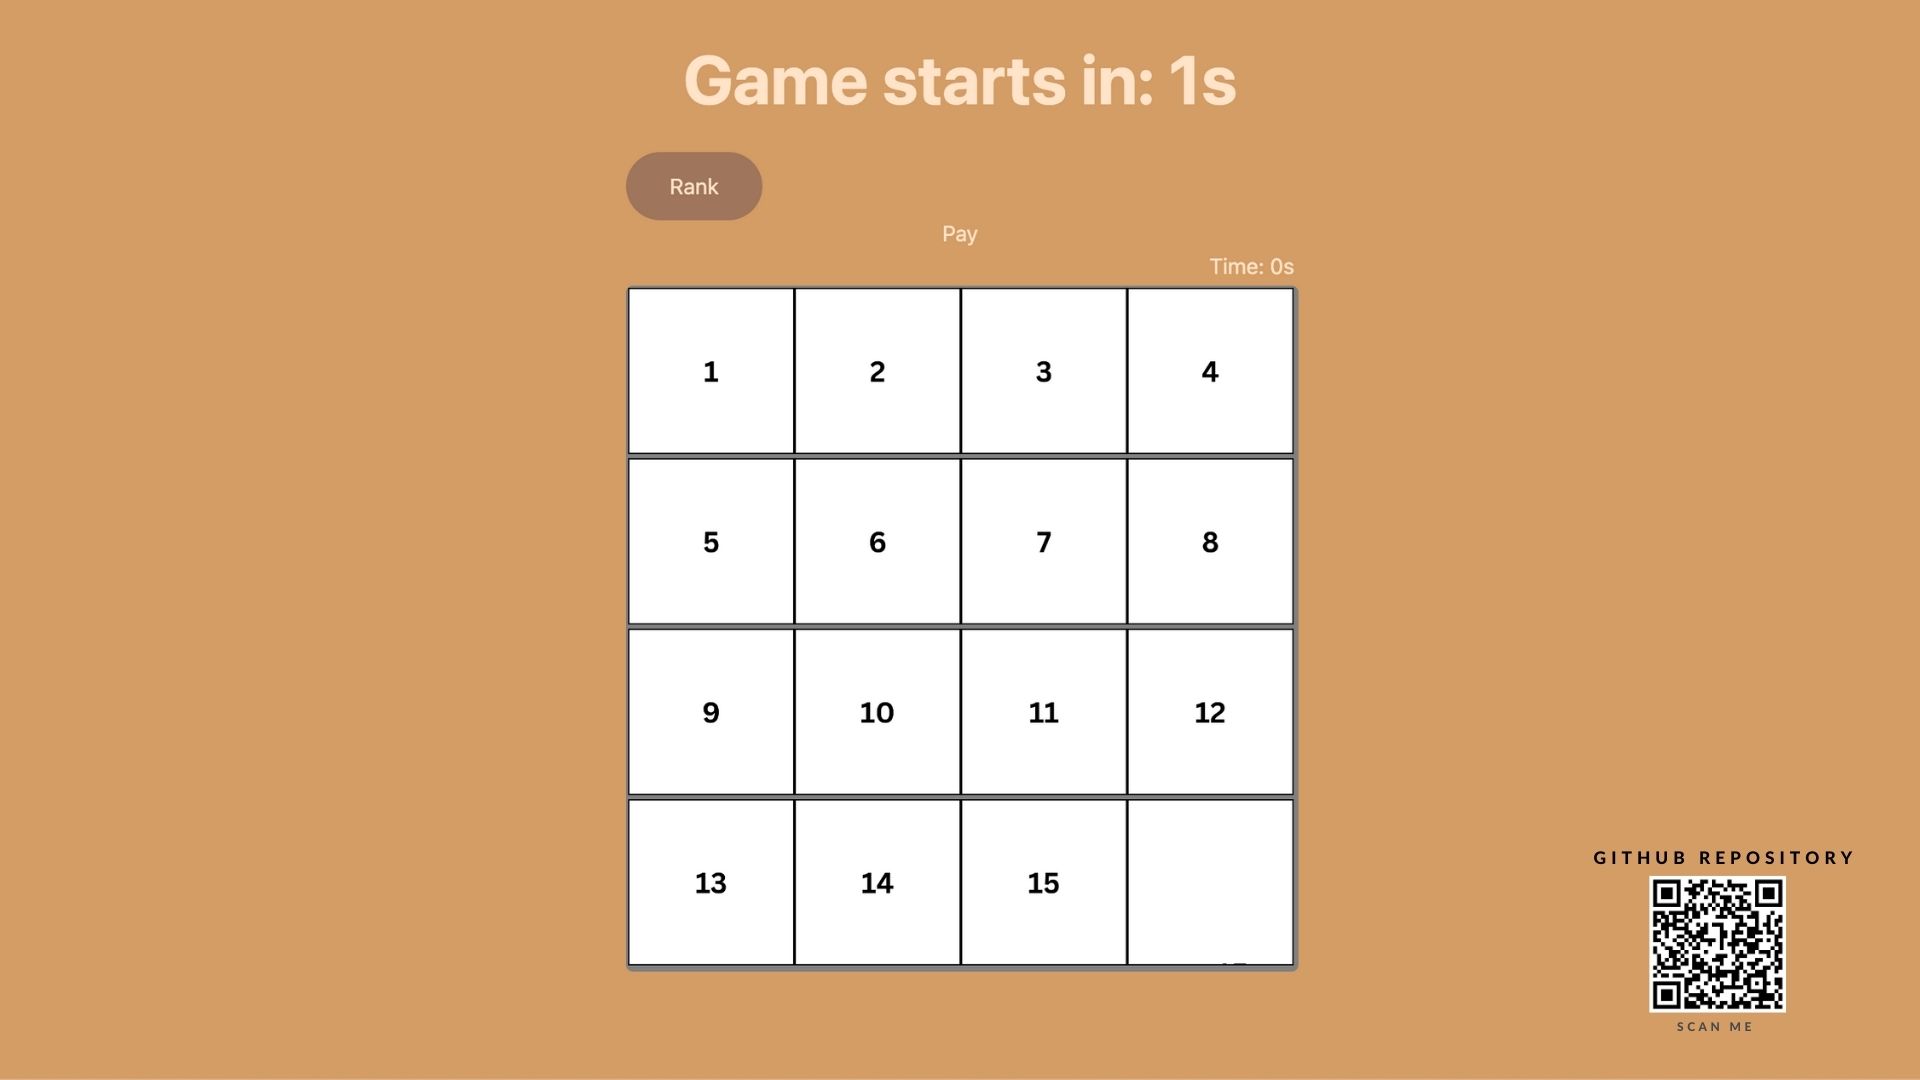 Game starts in: 1s
Rank
Pay
Time: 0s
1 2 3 4
5 6 7 8
9 10 11 12
13 14 15
GITHUB REPOSITORY
SCAN ME